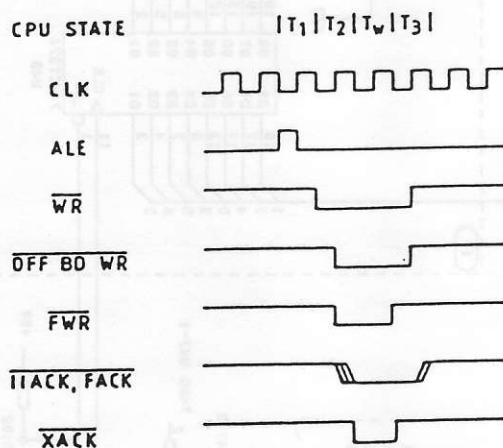 CPU STATE |T1|T2|Tw|T3|
CLK
ALE
WR
OFF BD WR
FWR
IIACK, FACK
XACK